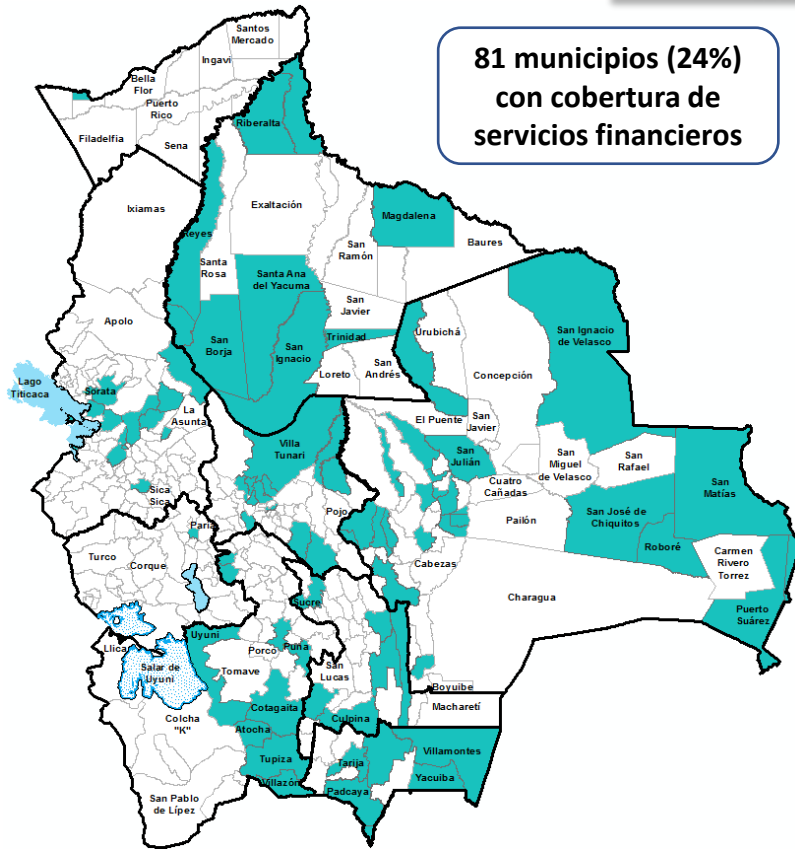 81 municipios (24%)
con cobertura de
servicios financieros
Santos
Mercado
Ingavi
Bella
Flor
Puerto
Rico
Filadelfia
Sena
Riberalta
Ixiamas
Exaltación
Magdalena
Reyes
Baures
San
Ramón
Santa
Rosa
Santa Ana
del Yacuma
San
Javier
Apolo
San
Borja
San
Ignacio
Trinidad
Urubichá
San Ignacio
de Velasco
Loreto
San
Andrés
Concepción
Lago
Titicaca
Sorata
La
Asunta
El Puente
San
Javier
Villa
Tunari
San
Julián
San
Miguel
de Velasco
San
Rafael
Cuatro
Cañadas
San
Matías
Sica
Sica
Pojo
Pailón
San José de
Chiquitos
Paria
Roboré
Turco
Corque
Cabezas
Carmen
Rivero
Torrez
Charagua
Sucre
Puerto
Suárez
Uyuni
Llica
Porco
Puna
Salar de
Uyuni
Tomave
San
Lucas
Boyuibe
Cotagaita
Macharetí
Colcha
"K"
Culpina
Atocha
Villamontes
Tupiza
Tarija
Yacuiba
Villazón
Padcaya
San Pablo
de Lípez